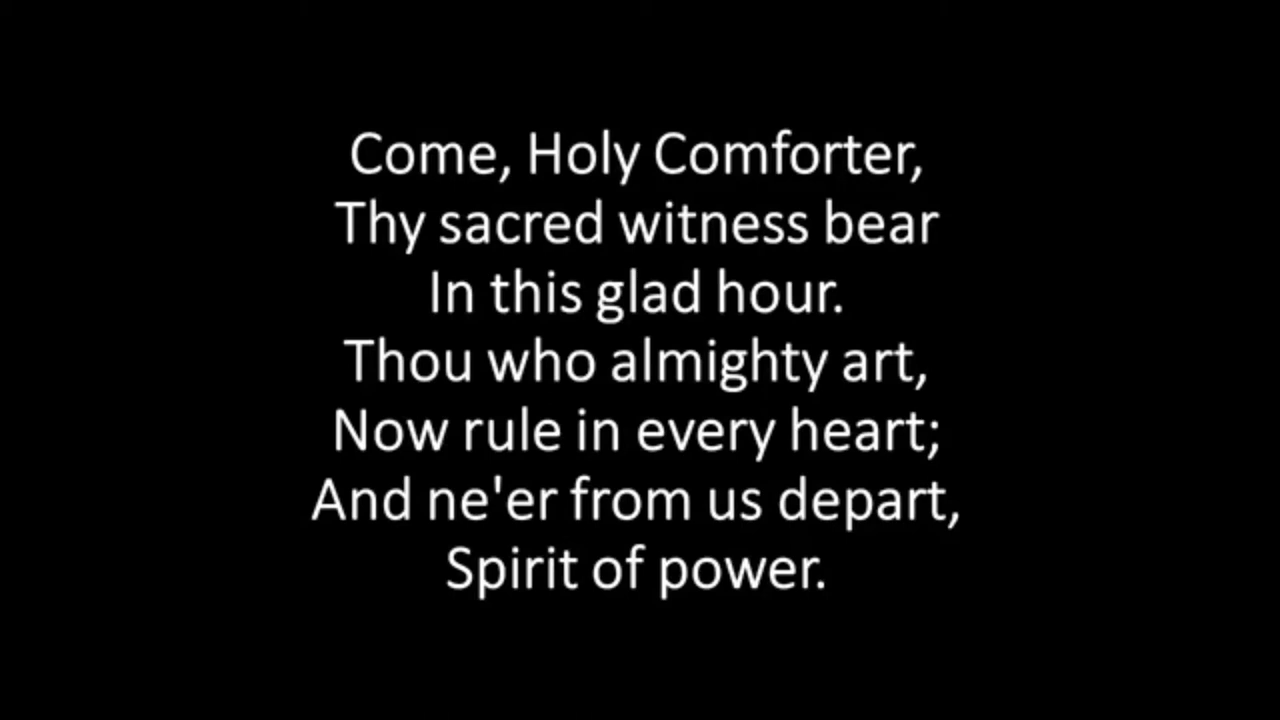 Come, Holy Comforter,
Thy sacred witness bear
In this glad hour.
Thou who almighty art,
Now rule in every heart;
And ne'er from us depart,
Spirit of power.